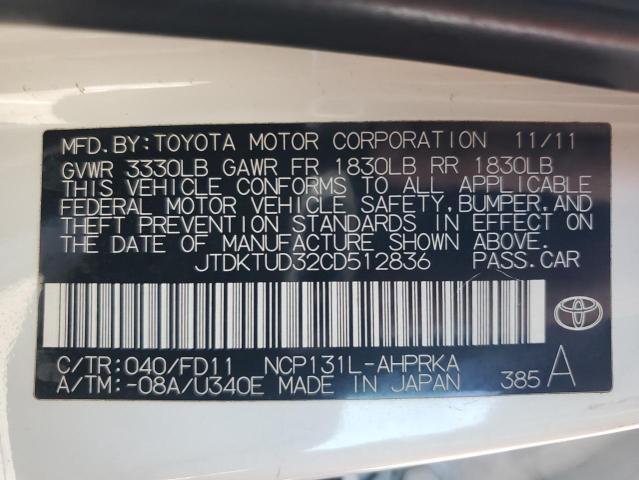 MFD. BY: TOYOTA MOTOR CORPORATION 11/11
GVWR 3330LB GAWR FR 1830LB RR 1830LB
THIS VEHICLE CONFORMS TO ALL APPLICABLE
FEDERAL MOTOR VEHICLE SAFETY, BUMPER, AND
THEFT PREVENTION STANDARDS IN EFFECT ON
THE DATE OF MANUFACTURE SHOWN ABOVE.
JTDKTUD32CD512836 PASS. CAR
C/TR: 040/FD11 NCP131L-AHPRKA
A/TM: -08A/U340E MADE IN JAPAN 385 A